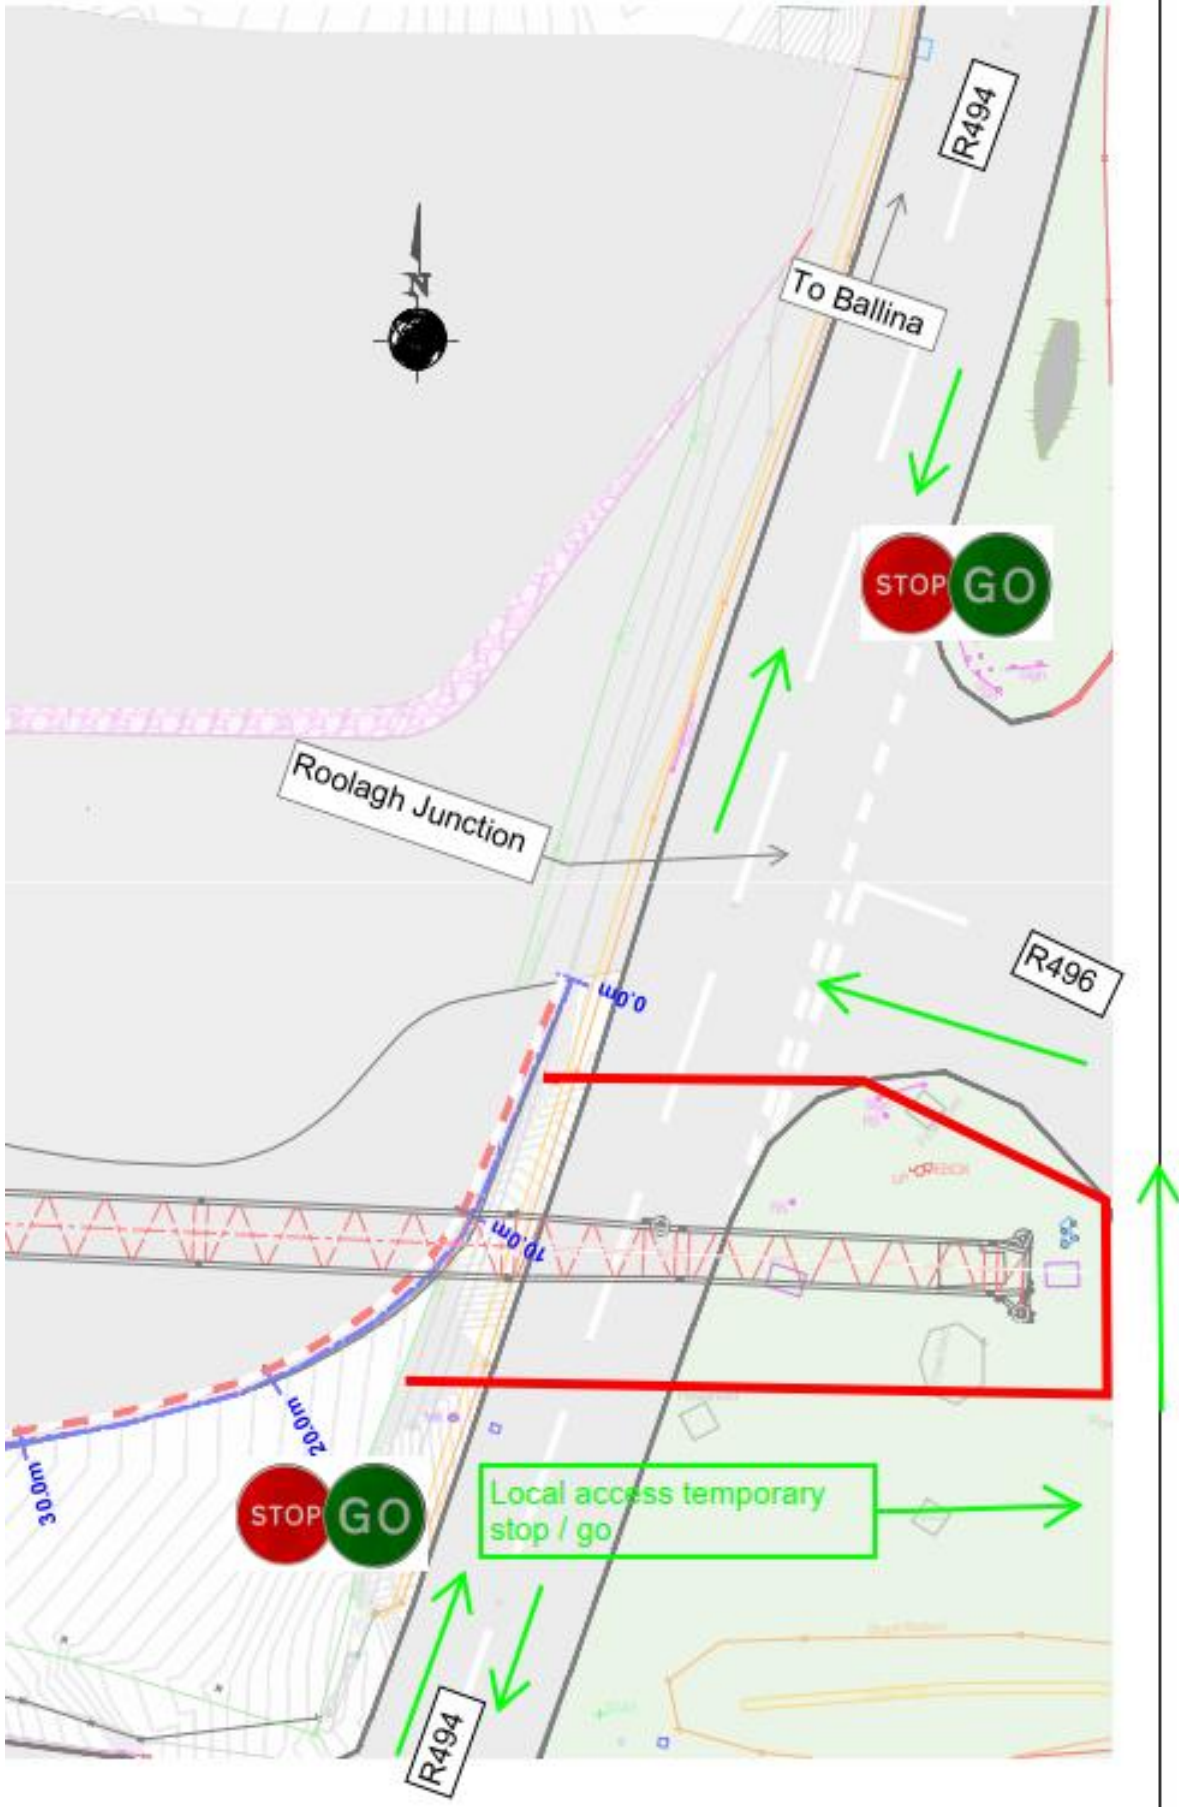 R494
N
To Ballina
STOP GO
Roolagh Junction
R496
0.0m
10.0m
20.0m
30.0m
STOP GO
Local access temporary
stop / go
R494